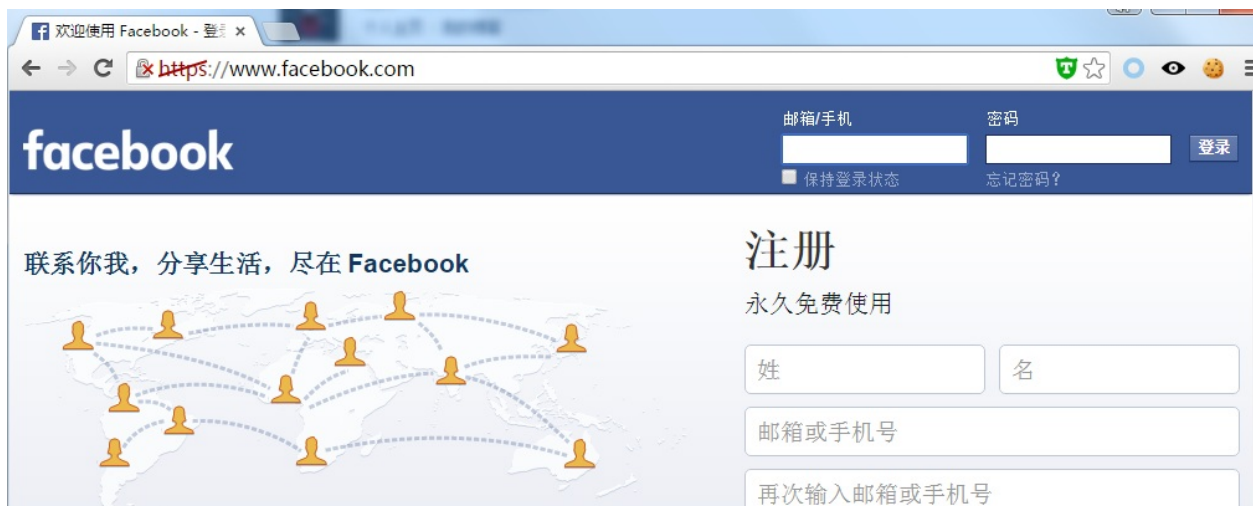 欢迎使用 Facebook - 登
https://www.facebook.com
facebook
邮箱/手机
密码
登录
保持登录状态
忘记密码?
联系你我，分享生活，尽在 Facebook
注册
永久免费使用
姓
名
邮箱或手机号
再次输入邮箱或手机号